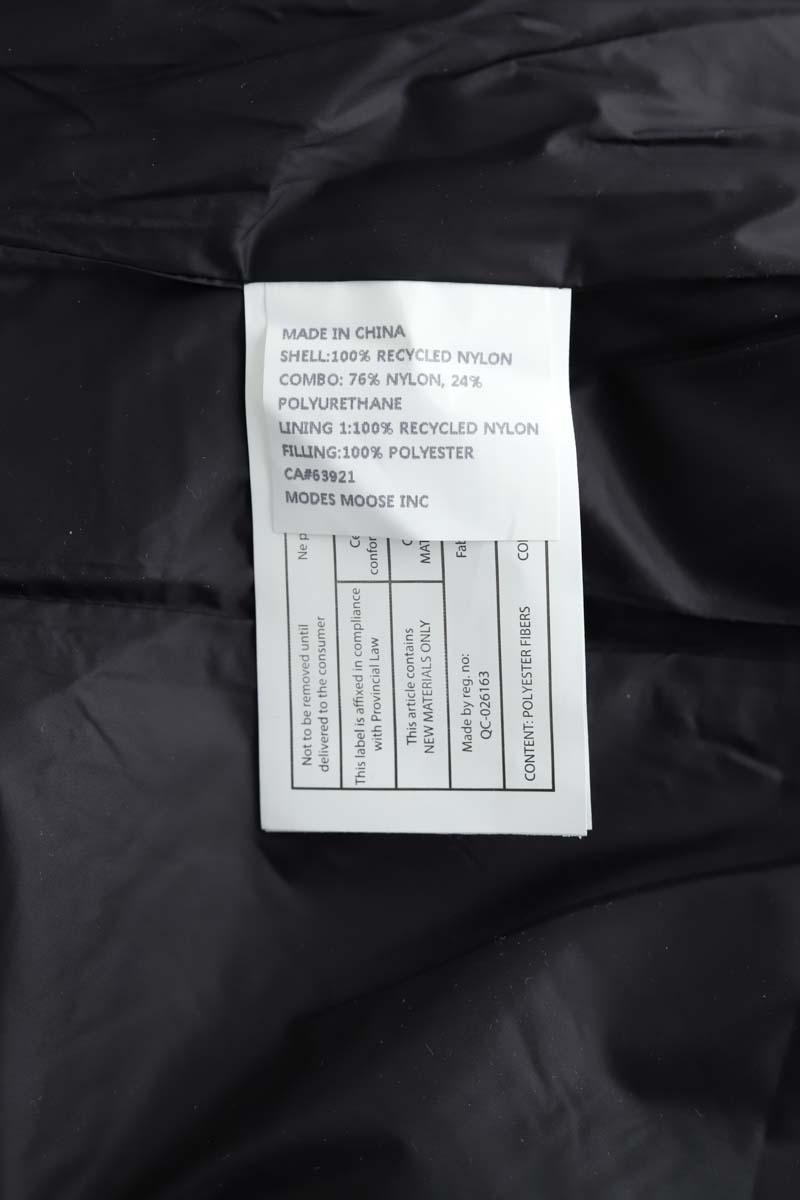 MADE IN CHINA
SHELL:100% RECYCLED NYLON
COMBO: 76% NYLON, 24%
POLYURETHANE
LINING 1:100% RECYCLED NYLON
FILLING:100% POLYESTER
CA#63921
MODES MOOSE INC
Not to be removed until
delivered to the consumer
Ne
This label is affixed in compliance
with Provincial Law
This article contains
NEW MATERIALS ONLY
Made by reg. no:
QC-026163
CONTENT: POLYESTER FIBERS